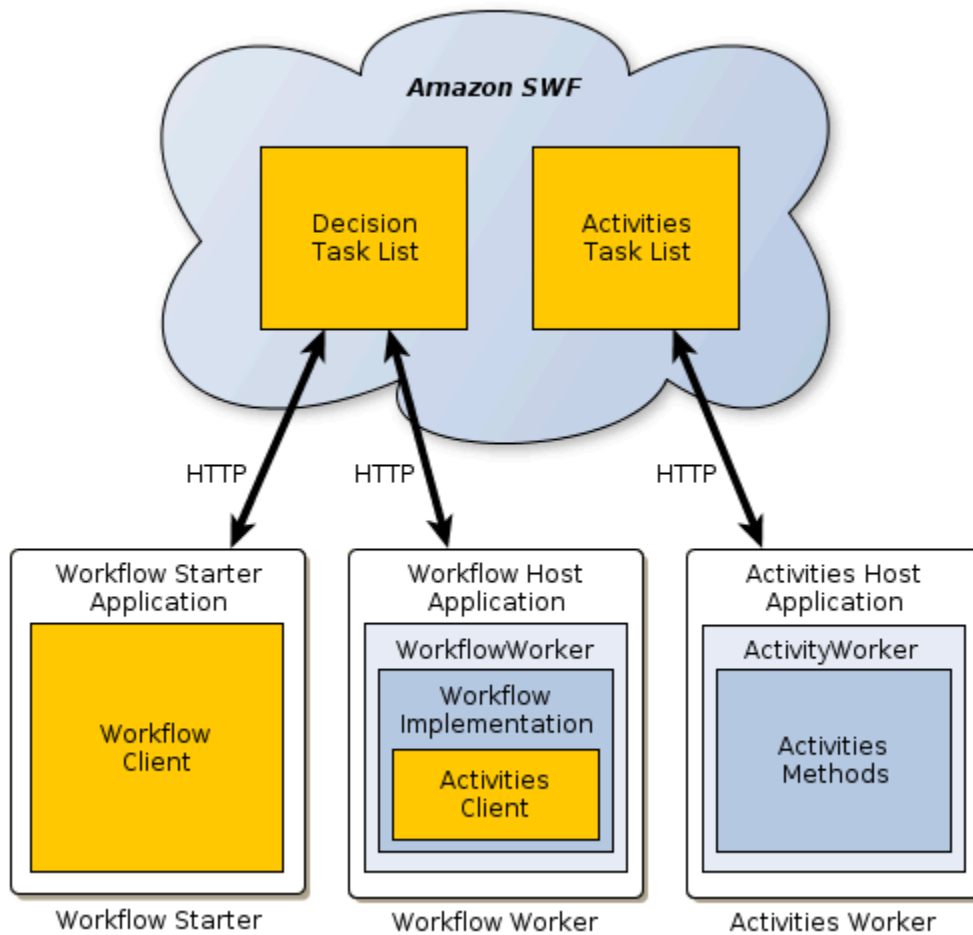 Amazon SWF
Decision
Task List
Activities
Task List
HTTP
HTTP
HTTP
Workflow Starter
Application
Workflow
Client
Workflow Starter
Workflow Host
Application
WorkflowWorker
Workflow
Implementation
Activities
Client
Workflow Worker
Activities Host
Application
ActivityWorker
Activities
Methods
Activities Worker